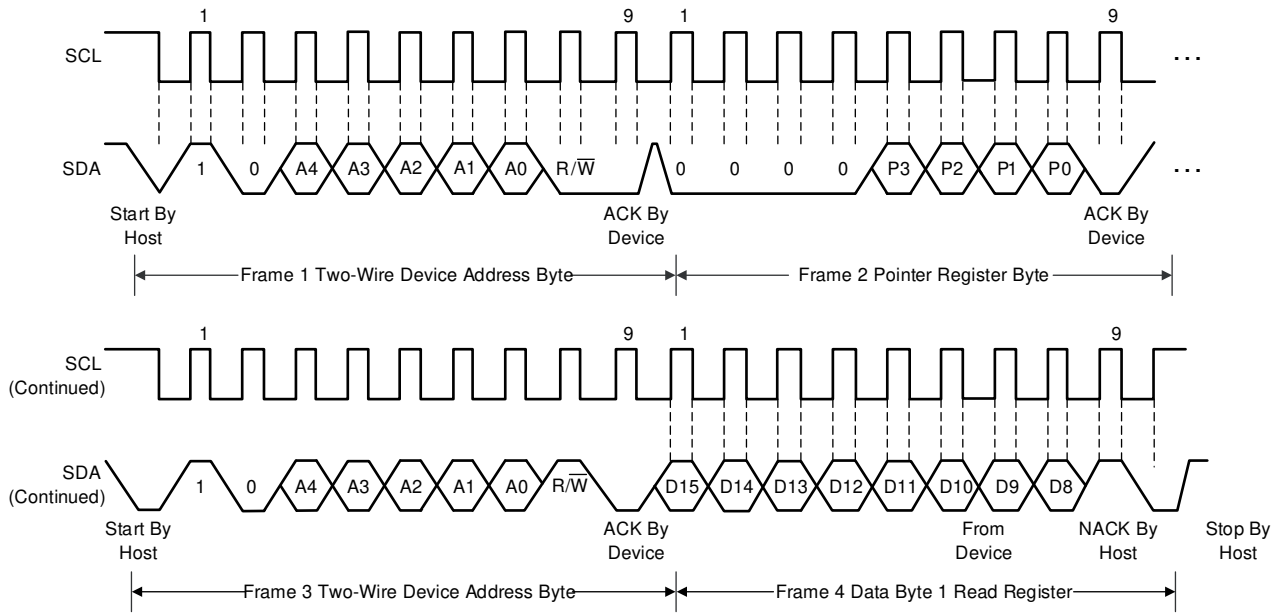 1 9 1 9
SCL ...
SDA 1 0 A4 A3 A2 A1 A0 R/W̅ 0 0 0 0 P3 P2 P1 P0 ...
Start By
Host
ACK By
Device
ACK By
Device
Frame 1 Two-Wire Device Address Byte
Frame 2 Pointer Register Byte
1 9 1 9
SCL
(Continued)
SDA
(Continued)
1 0 A4 A3 A2 A1 A0 R/W̅ D15 D14 D13 D12 D11 D10 D9 D8
Start By
Host
ACK By
Device
From
Device
NACK By
Host
Stop By
Host
Frame 3 Two-Wire Device Address Byte
Frame 4 Data Byte 1 Read Register